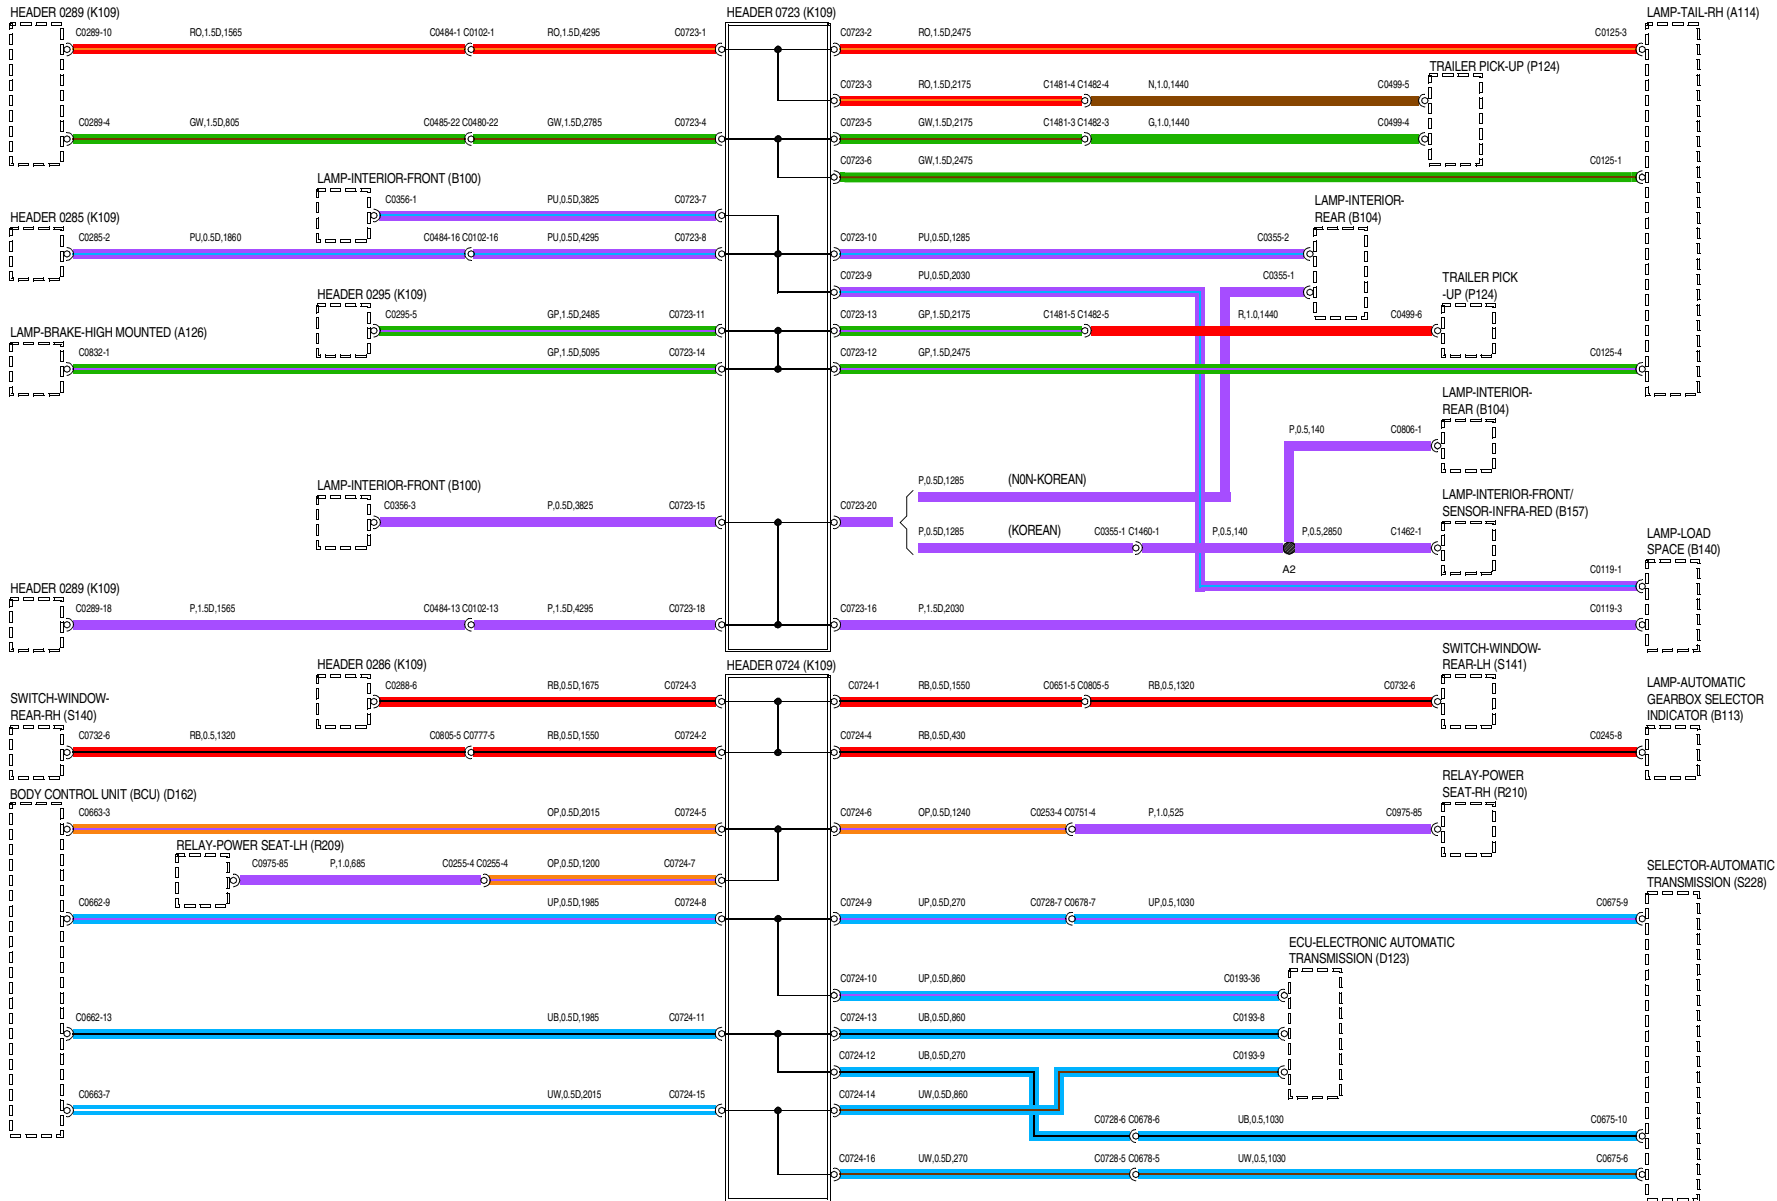 HEADER 0289 (K109)
HEADER 0723 (K109)
LAMP-TAIL-RH (A114)
C0289-10
RO,1.5D,1565
C0484-1 C0102-1
RO,1.5D,4295
C0723-1
C0723-2
RO,1.5D,2475
C0125-3
TRAILER PICK-UP (P124)
C0723-3
RO,1.5D,2175
C1481-4 C1482-4
N,1.0,1440
C0499-5
C0289-4
GW,1.5D,805
C0485-22 C0480-22
GW,1.5D,2785
C0723-4
C0723-5
GW,1.5D,2175
C1481-3 C1482-3
G,1.0,1440
C0499-4
C0723-6
GW,1.5D,2475
C0125-1
LAMP-INTERIOR-FRONT (B100)
C0356-1
PU,0.5D,3825
C0723-7
LAMP-INTERIOR-
REAR (B104)
HEADER 0285 (K109)
C0285-2
PU,0.5D,1860
C0484-16 C0102-16
PU,0.5D,4295
C0723-8
C0723-10
PU,0.5D,1285
C0355-2
C0723-9
PU,0.5D,2030
C0355-1
TRAILER PICK
-UP (P124)
HEADER 0295 (K109)
C0295-5
GP,1.5D,2485
C0723-11
C0723-13
GP,1.5D,2175
C1481-5 C1482-5
R,1.0,1440
C0499-6
LAMP-BRAKE-HIGH MOUNTED (A126)
C0832-1
GP,1.5D,5095
C0723-14
C0723-12
GP,1.5D,2475
C0125-4
LAMP-INTERIOR-
REAR (B104)
P,0.5,140
C0806-1
LAMP-INTERIOR-FRONT (B100)
C0356-3
P,0.5D,3825
C0723-15
C0723-20
P,0.5D,1285
(N0N-KOREAN)
LAMP-INTERIOR-FRONT/
SENSOR-INFRA-RED (B157)
P,0.5D,1285
(KOREAN)
C0355-1 C1460-1
P,0.5,140
P,0.5,2850
C1462-1
A2
LAMP-LOAD
SPACE (B140)
C0119-1
HEADER 0289 (K109)
C0289-18
P,1.5D,1565
C0484-13 C0102-13
P,1.5D,4295
C0723-18
C0723-16
P,1.5D,2030
C0119-3
HEADER 0286 (K109)
HEADER 0724 (K109)
SWITCH-WINDOW-
REAR-LH (S141)
C0288-6
RB,0.5D,1675
C0724-3
C0724-1
RB,0.5D,1550
C0651-5 C0805-5
RB,0.5,1320
C0732-6
LAMP-AUTOMATIC
GEARBOX SELECTOR
INDICATOR (B113)
SWITCH-WINDOW-
REAR-RH (S140)
C0732-6
RB,0.5,1320
C0805-5 C0777-5
RB,0.5D,1550
C0724-2
C0724-4
RB,0.5D,430
C0245-8
RELAY-POWER
SEAT-RH (R210)
BODY CONTROL UNIT (BCU) (D162)
C0663-3
OP,0.5D,2015
C0724-5
C0724-6
OP,0.5D,1240
C0253-4 C0751-4
P,1.0,525
C0975-85
RELAY-POWER SEAT-LH (R209)
C0975-85
P,1.0,685
C0255-4 C0255-4
OP,0.5D,1200
C0724-7
SELECTOR-AUTOMATIC
TRANSMISSION (S228)
C0662-9
UP,0.5D,1985
C0724-8
C0724-9
UP,0.5D,270
C0728-7 C0678-7
UP,0.5,1030
C0675-9
ECU-ELECTRONIC AUTOMATIC
TRANSMISSION (D123)
C0724-10
UP,0.5D,860
C0193-36
C0662-13
UB,0.5D,1985
C0724-11
C0724-13
UB,0.5D,860
C0193-8
C0724-12
UB,0.5D,270
C0193-9
C0663-7
UW,0.5D,2015
C0724-15
C0724-14
UW,0.5D,860
C0728-6 C0678-6
UB,0.5,1030
C0675-10
C0724-16
UW,0.5D,270
C0728-5 C0678-5
UW,0.5,1030
C0675-6